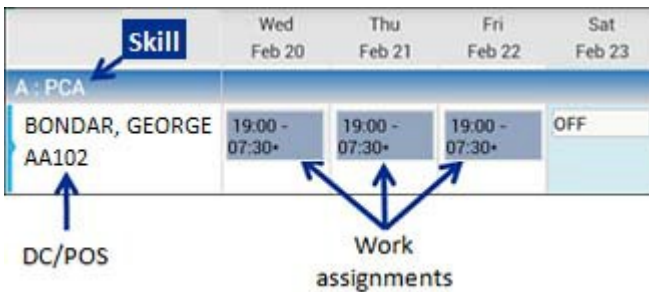 Skill
Wed Thu Fri Sat
Feb 20 Feb 21 Feb 22 Feb 23
A : PCA
BONDAR, GEORGE 19:00 - 19:00 - 19:00 - OFF
AA102 07:30• 07:30• 07:30•
DC/POS
Work
assignments